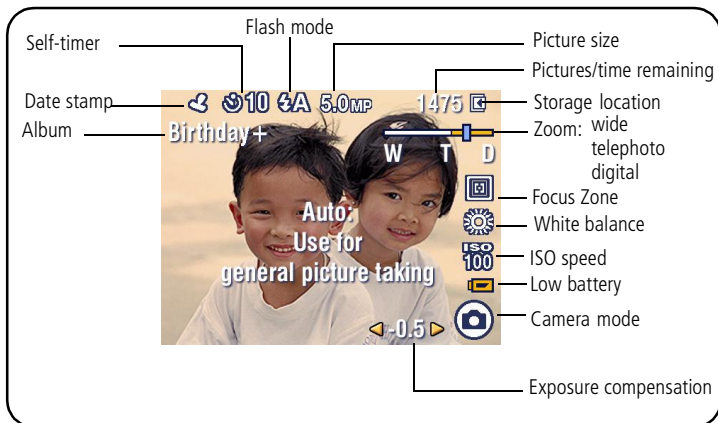 Self-timer
Flash mode
Picture size
Pictures/time remaining
Date stamp
Storage location
Album
Zoom: wide
telephoto
digital
Focus Zone
White balance
ISO speed
Low battery
Camera mode
Exposure compensation
10 A 5.0MP 1475
Birthday+
W T D
Auto:
Use for
general picture taking
ISO
100
-0.5